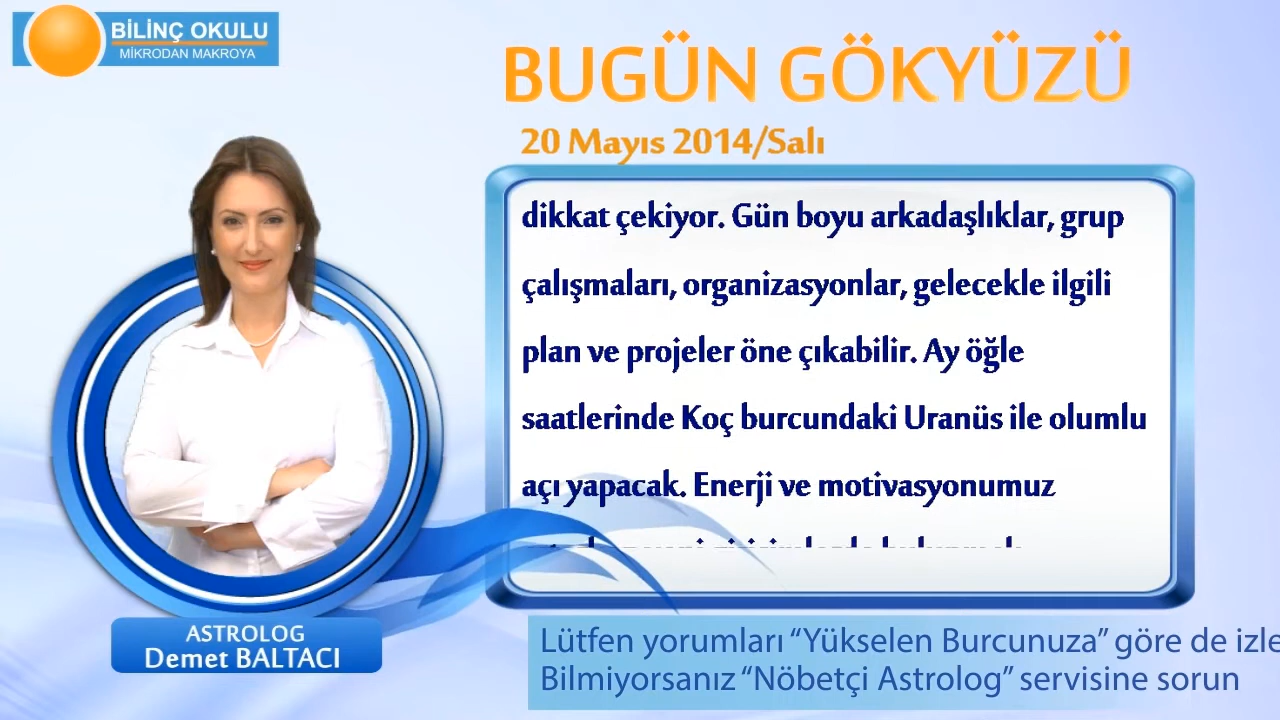 BİLİNÇ OKULU
MİKRODAN MAKROYA
BUGÜN GÖKYÜZÜ
20 Mayıs 2014/Salı
dikkat çekiyor. Gün boyu arkadaşlıklar, grup
çalışmaları, organizasyonlar, gelecekle ilgili
plan ve projeler öne çıkabilir. Ay öğle
saatlerinde Koç burcundaki Uranüs ile olumlu
açı yapacak. Enerji ve motivasyonumuz
ASTROLOG
Demet BALTACI
Lütfen yorumları “Yükselen Burcunuza” göre de izle
Bilmiyorsanız “Nöbetçi Astrolog” servisine sorun